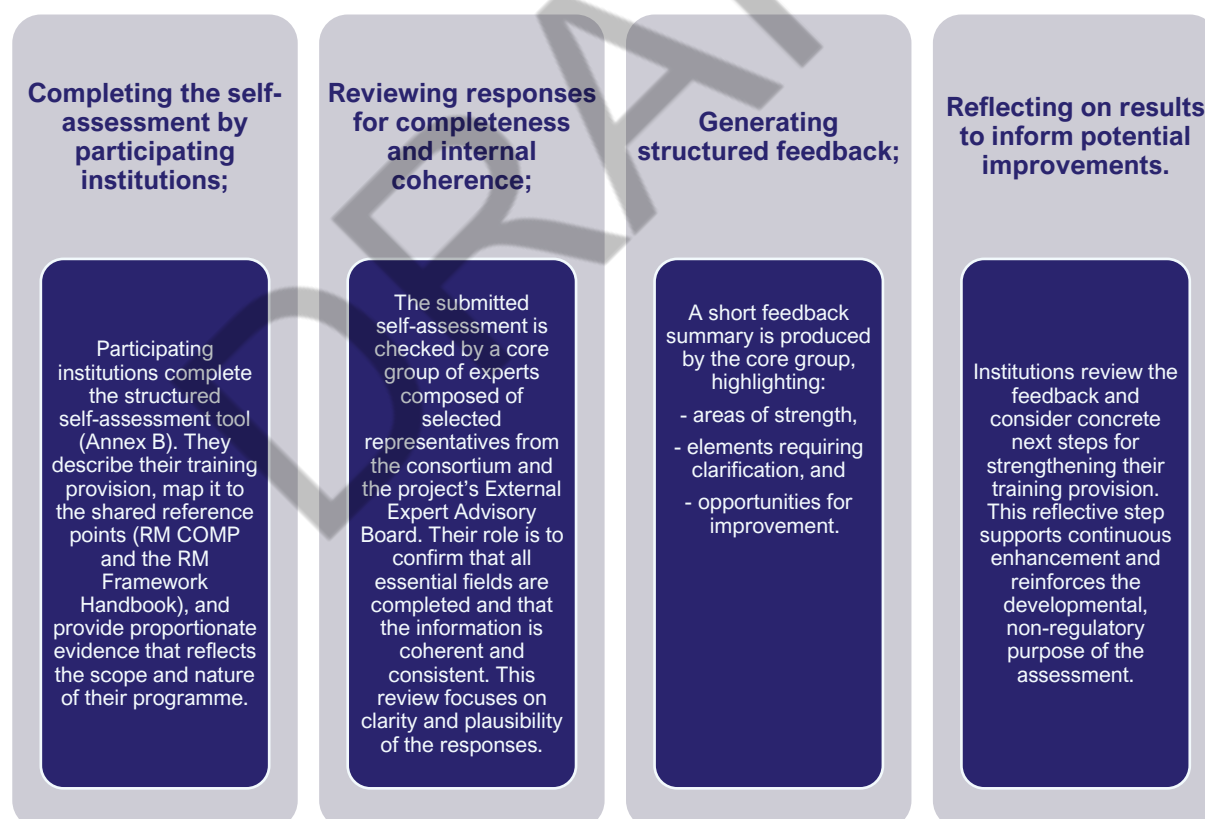 Completing the self-
assessment by
participating
institutions;
Participating
institutions complete
the structured
self-assessment tool
(Annex B). They
describe their training
provision, map it to
the shared reference
points (RM COMP
and the RM
Framework
Handbook), and
provide proportionate
evidence that reflects
the scope and nature
of their programme.
Reviewing responses
for completeness
and internal
coherence;
The submitted
self-assessment is
checked by a core
group of experts
composed of
selected
representatives from
the consortium and
the project's External
Expert Advisory
Board. Their role is to
confirm that all
essential fields are
completed and that
the information is
coherent and
consistent. This
review focuses on
clarity and plausibility
of the responses.
Generating
structured feedback;
A short feedback
summary is produced
by the core group,
highlighting:
- areas of strength,
- elements requiring
clarification, and
- opportunities for
improvement.
Reflecting on results
to inform potential
improvements.
Institutions review the
feedback and
consider concrete
next steps for
strengthening their
training provision.
This reflective step
supports continuous
enhancement and
reinforces the
developmental,
non-regulatory
purpose of the
assessment.